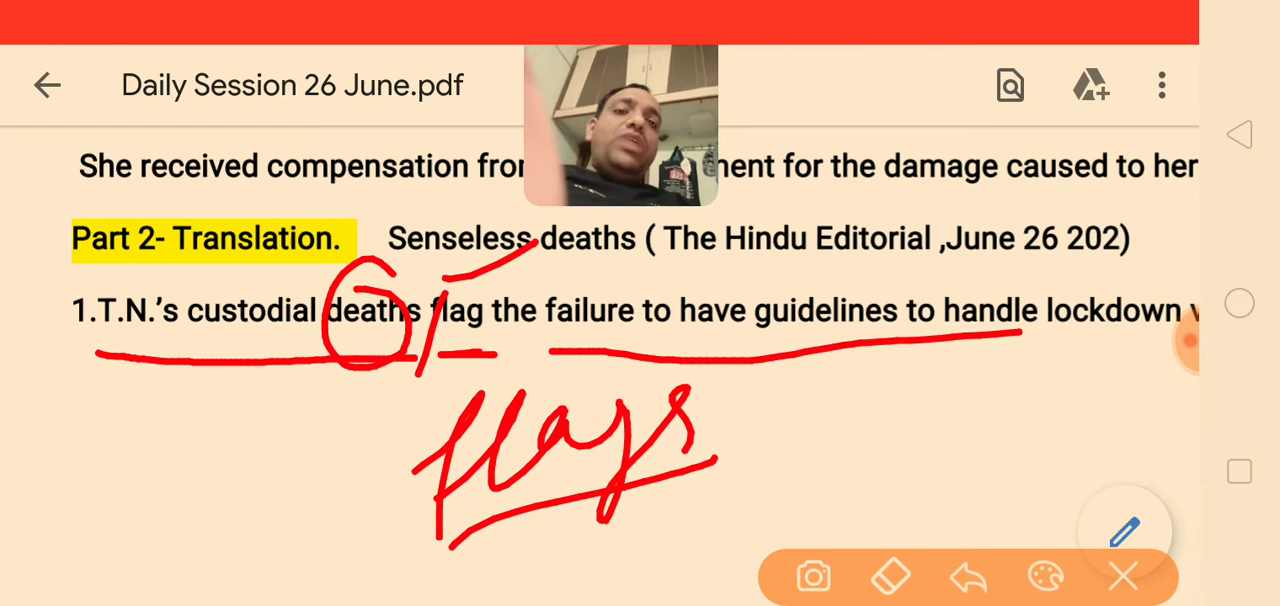 Daily Session 26 June.pdf
She received compensation from ment for the damage caused to her
Part 2- Translation. Senseless deaths ( The Hindu Editorial ,June 26 202)
1.T.N.'s custodial deaths flag the failure to have guidelines to handle lockdown
flags